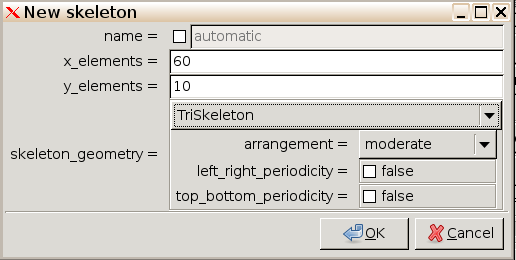 New skeleton
name = automatic
x_elements = 60
y_elements = 10
TriSkeleton
skeleton_geometry =
arrangement = moderate
left_right_periodicity = false
top_bottom_periodicity = false
OK Cancel